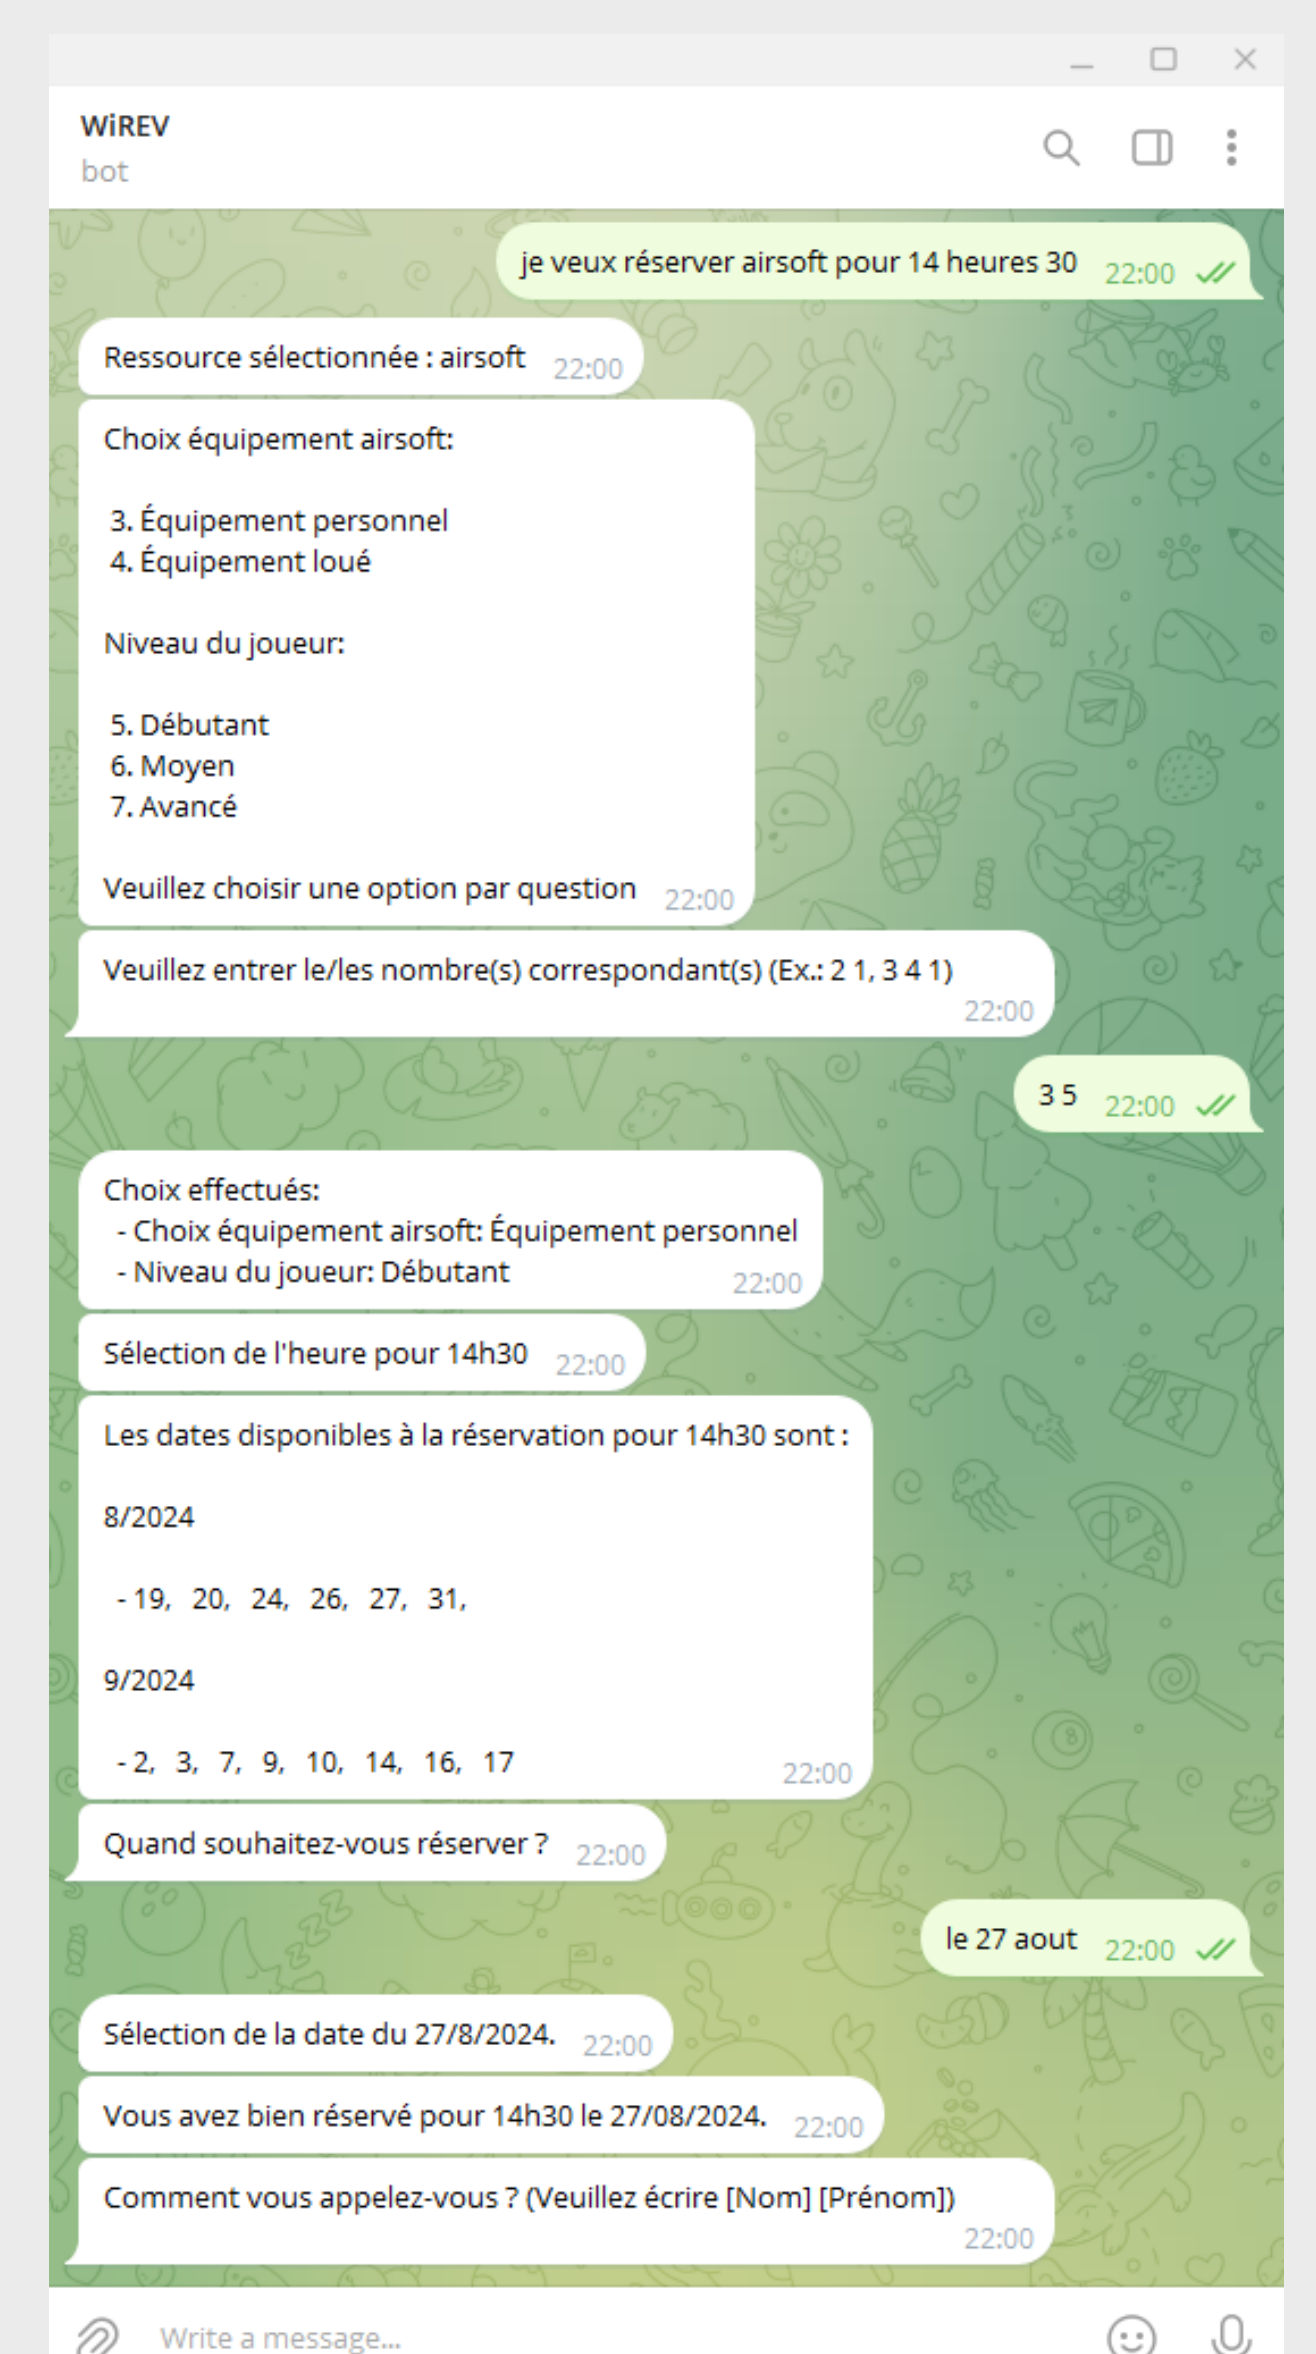 WiREV
bot
je veux réserver airsoft pour 14 heures 30 22:00
Ressource sélectionnée : airsoft 22:00
Choix équipement airsoft:
3. Équipement personnel
4. Équipement loué
Niveau du joueur:
5. Débutant
6. Moyen
7. Avancé
Veuillez choisir une option par question 22:00
Veuillez entrer le/les nombre(s) correspondant(s) (Ex.: 2 1, 3 4 1)
22:00
3 5 22:00
Choix effectués:
- Choix équipement airsoft: Équipement personnel
- Niveau du joueur: Débutant 22:00
Sélection de l'heure pour 14h30 22:00
Les dates disponibles à la réservation pour 14h30 sont :
8/2024
- 19, 20, 24, 26, 27, 31,
9/2024
- 2, 3, 7, 9, 10, 14, 16, 17 22:00
Quand souhaitez-vous réserver ? 22:00
le 27 aout 22:00
Sélection de la date du 27/8/2024. 22:00
Vous avez bien réservé pour 14h30 le 27/08/2024. 22:00
Comment vous appelez-vous ? (Veuillez écrire [Nom] [Prénom])
22:00
Write a message...